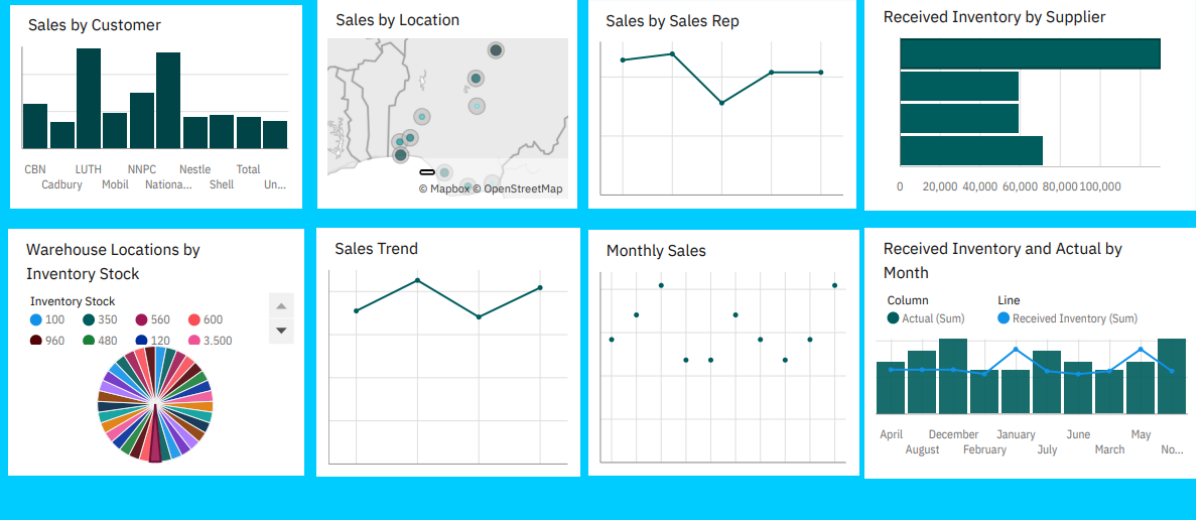 Sales by Customer
CBN LUTH NNPC Nestle Total
Cadbury Mobil Nationa... Shell Un...
Sales by Location
© Mapbox © OpenStreetMap
Sales by Sales Rep
Received Inventory by Supplier
0 20,000 40,000 60,000 80,000 100,000
Warehouse Locations by
Inventory Stock
Inventory Stock
100 350 560 600
960 480 120 3.500
Sales Trend
Monthly Sales
Received Inventory and Actual by
Month
Column Line
Actual (Sum) Received Inventory (Sum)
April December January June May
August February July March No...